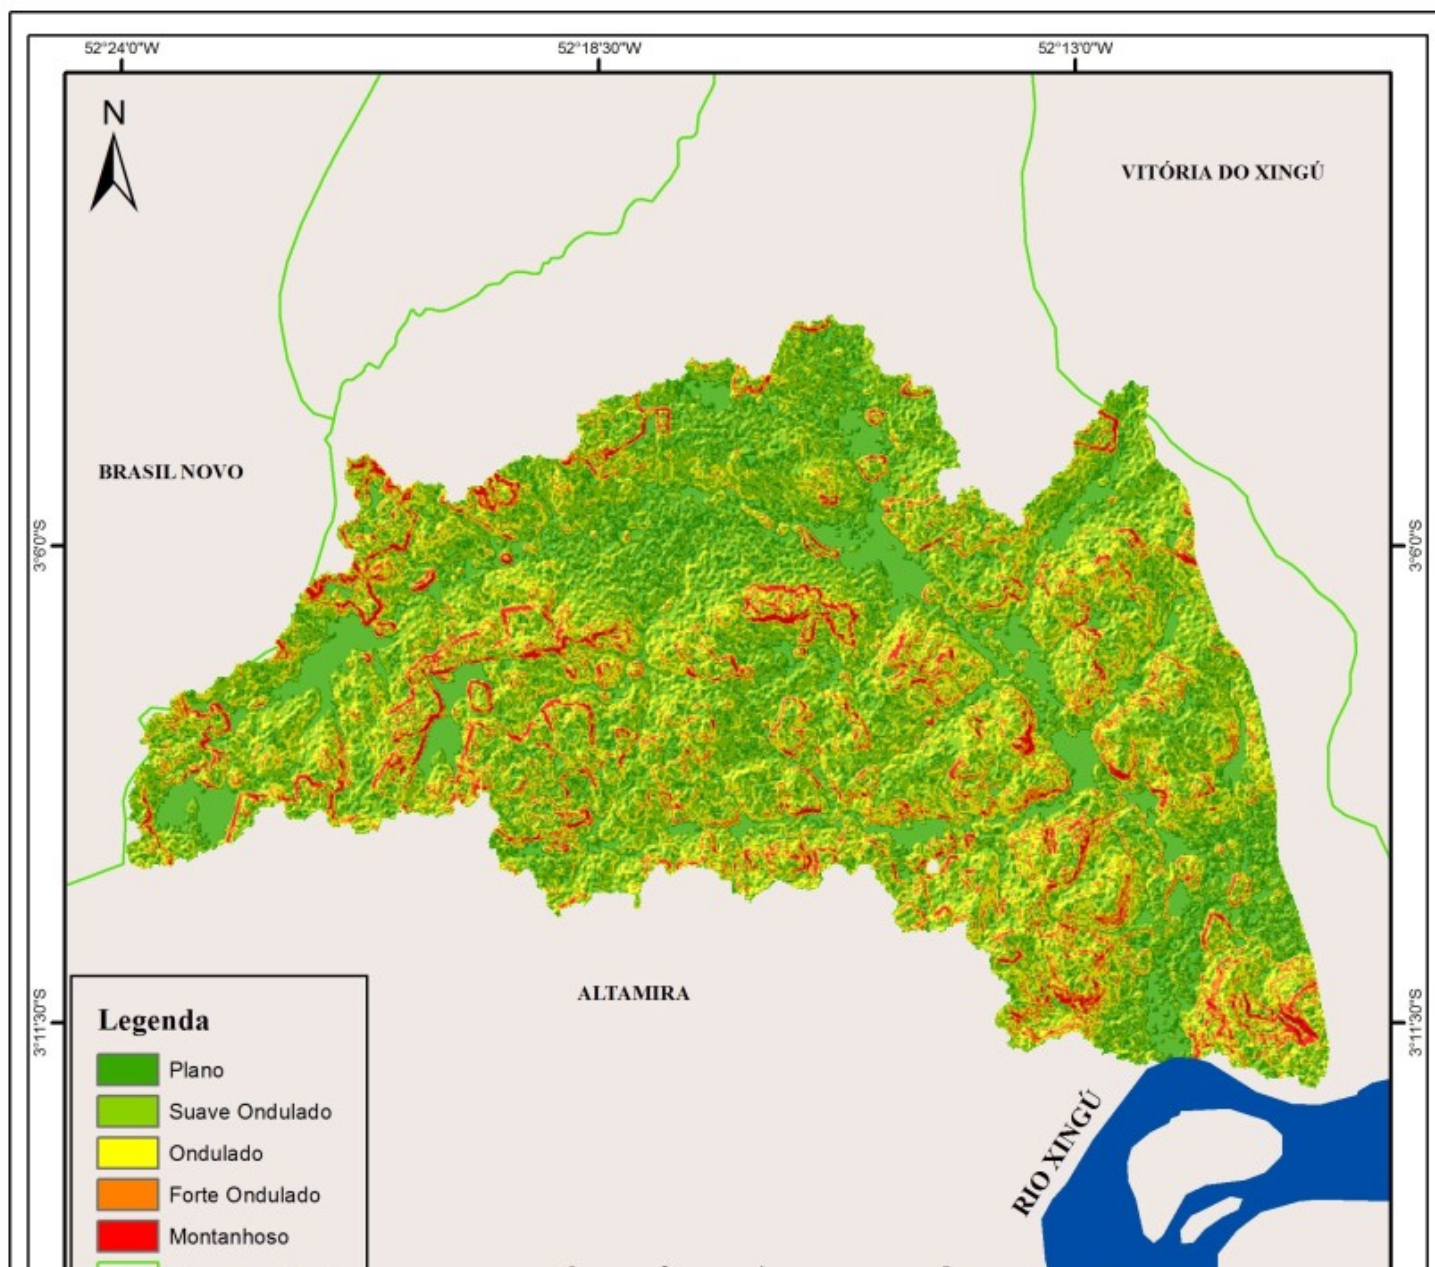 52°24'0"W 52°18'30"W 52°13'0"W
N
VITÓRIA DO XINGÚ
BRASIL NOVO
3°6'0"S 3°6'0"S
ALTAMIRA
3°11'30"S 3°11'30"S
Legenda
Plano
Suave Ondulado
Ondulado
Forte Ondulado
Montanhoso
RIO XINGÚ